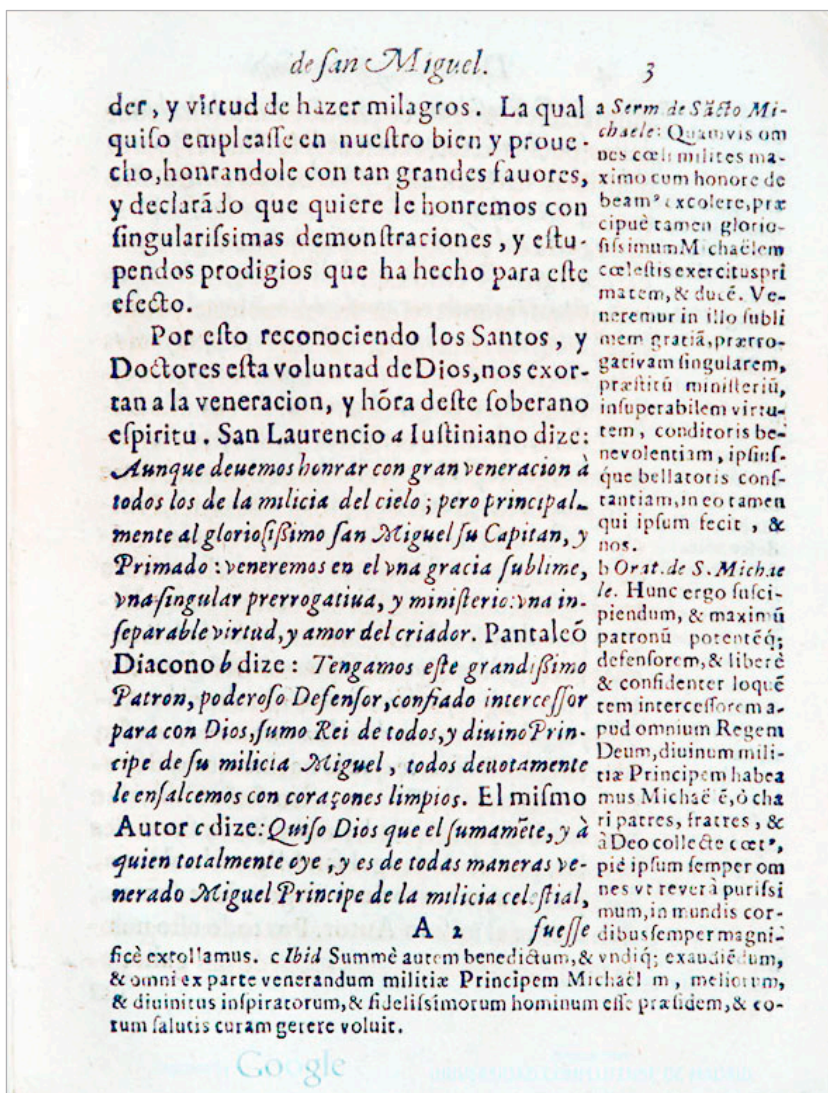 de ſan Miguel. 3
der, y virtud de hazer milagros. La qual
quiſo empleaſſe en nueſtro bien y proue-
cho,honrandole con tan grandes fauores,
y declarãdo que quiere le honremos con
ſingulariſsimas demonſtraciones, y eſtu-
pendos prodigios que ha hecho para eſte
efecto.
Por eſto reconociendo los Santos, y
Doctores eſta voluntad de Dios,nos exor-
tan a la veneracion, y hõra deſte ſoberano
eſpiritu. San Laurencio a Iuſtiniano dize:
Aunque deuemos honrar con gran veneracion à
todos los de la milicia del cielo; pero principal-
mente al glorioſiſsimo ſan Miguel ſu Capitan, y
Primado: veneremos en el vna gracia ſublime,
vna ſingular prerrogatiua, y miniſterio: vna in-
ſeparable virtud, y amor del criador. Pantaleõ
Diacono b dize: Tengamos eſte grandiſsimo
Patron, poderoſo Defenſor, confiado interceſſor
para con Dios, ſumo Rei de todos, y diuino Prin-
cipe de ſu milicia Miguel, todos deuotamente
le enſalcemos con coraçones limpios. El miſmo
Autor c dize: Quiſo Dios que el ſumamẽte, y à
quien totalmente oye, y es de todas maneras ve-
nerado Miguel Principe de la milicia celeſtial,
A 2 fueſſe
a Serm. de Sãcto Mi-
chaele: Quamvis om
nes cœli milites ma-
ximo cum honore de
beamꝰ excolere, præ
cipuè tamen glorio-
ſiſsimum Michaëlem
cœleſtis exercitus pri
matem, & ducẽ. Ve-
neremur in illo ſubli
mem gratiã, prærro-
gativam ſingularem,
præſtitũ miniſteriũ,
inſuperabilem virtu-
tem, conditoris be-
nevolentiam, ipſiuſ-
que bellatoris conſ-
tantiam, in eo tamen
qui ipſum fecit, &
nos.
b Orat. de S. Michae
le. Hunc ergo ſuſci-
piendum, & maximũ
patronũ potentẽq;
defenſorem, & liberè
& confidenter loquẽ
tem interceſſorem a-
pud omnium Regem
Deum, diuinum mili-
tiæ Principem habea
mus Michaëlẽ, ò cha
ri patres, fratres, &
à Deo collecte cœtꝰ,
piè ipſum ſemper om
nes vt reverà puriſſi
mum, in mundis cor-
dibus ſemper magni-
ficè extollamus. c Ibid Summè autem benedictum, & vndiq; exaudiẽdum,
& omni ex parte venerandum militiæ Principem Michaël m, meliorum,
& diuinitus inſpiratorum, & fideliſsimorum hominum eſſe præſidem, & co-
rum ſalutis curam gerere voluit.
Google